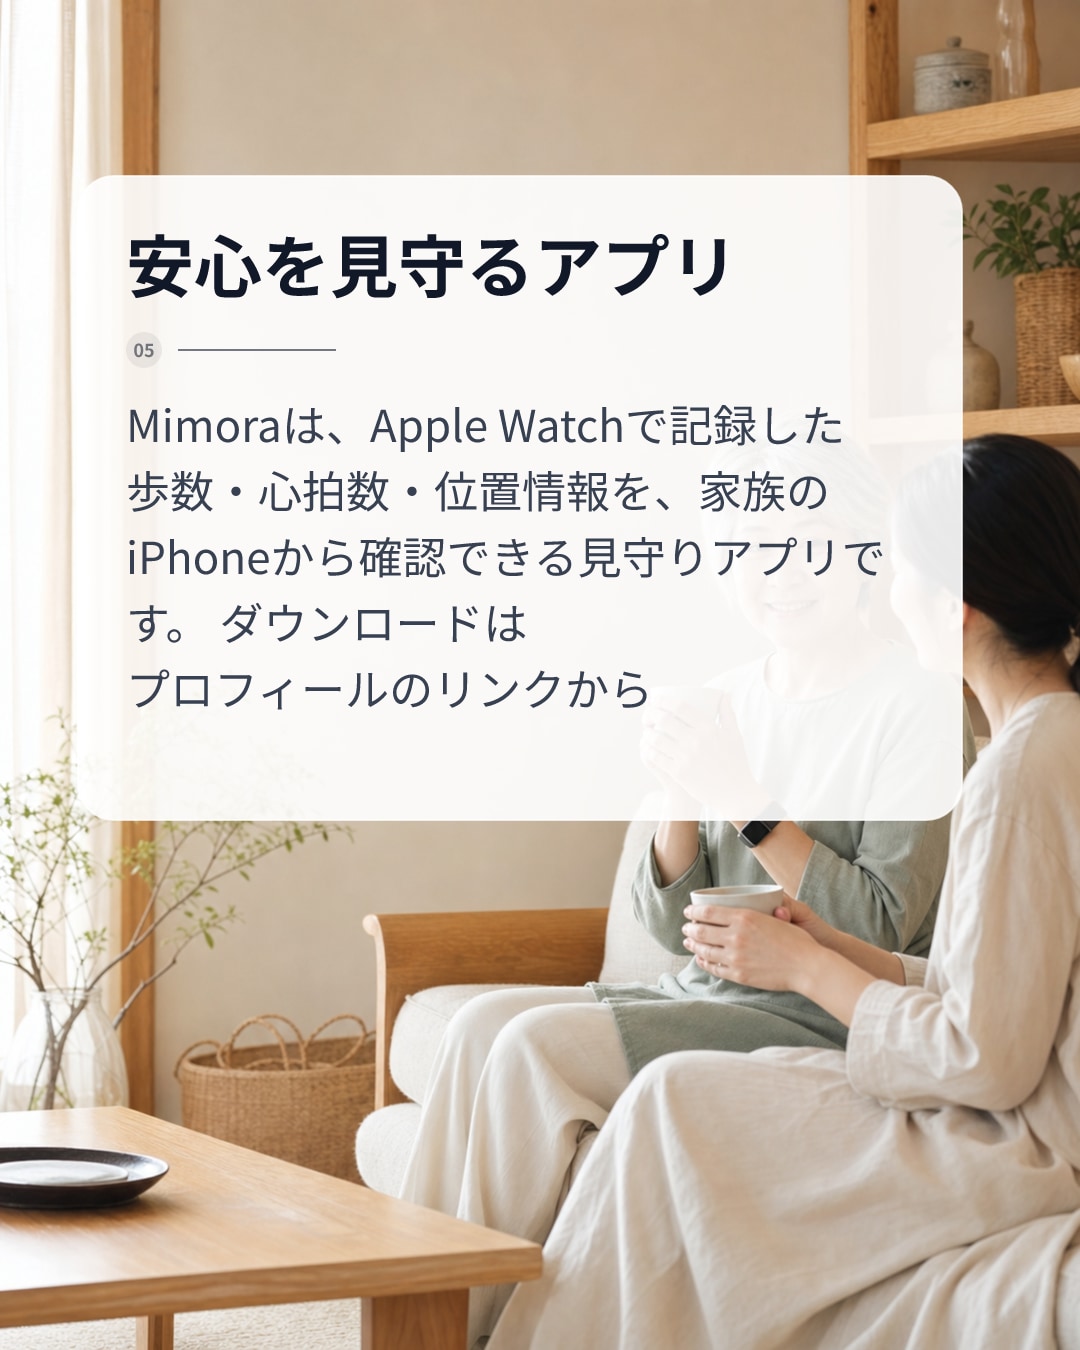 安心を見守るアプリ
05
Mimoraは、Apple Watchで記録した
歩数・心拍数・位置情報を、家族の
iPhoneから確認できる見守りアプリで
す。 ダウンロードは
プロフィールのリンクから